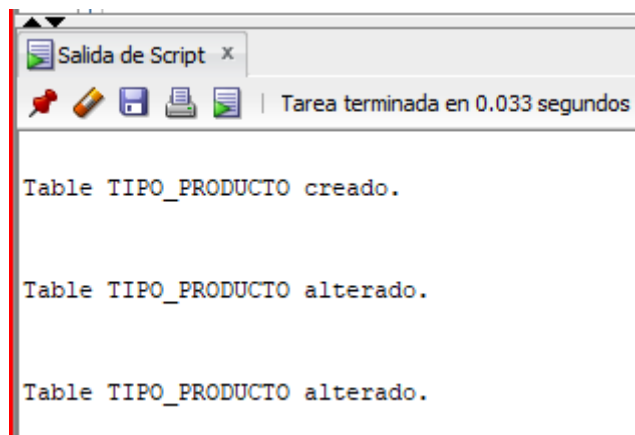 Salida de Script x
Tarea terminada en 0.033 segundos
Table TIPO_PRODUCTO creado.
Table TIPO_PRODUCTO alterado.
Table TIPO_PRODUCTO alterado.